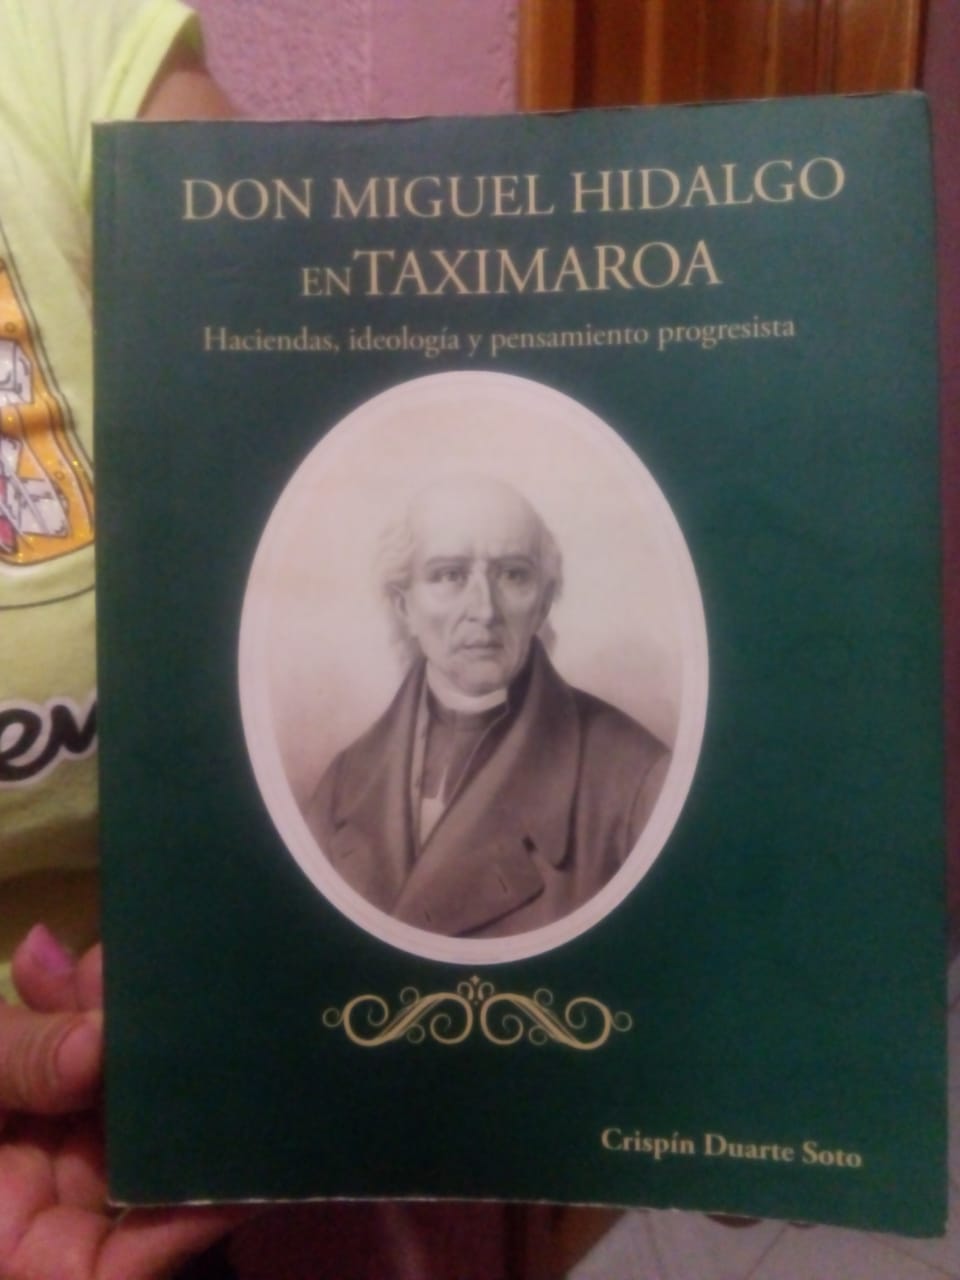 DON MIGUEL HIDALGO
EN TAXIMAROA
Haciendas, ideología y pensamiento progresista
Crispín Duarte Soto